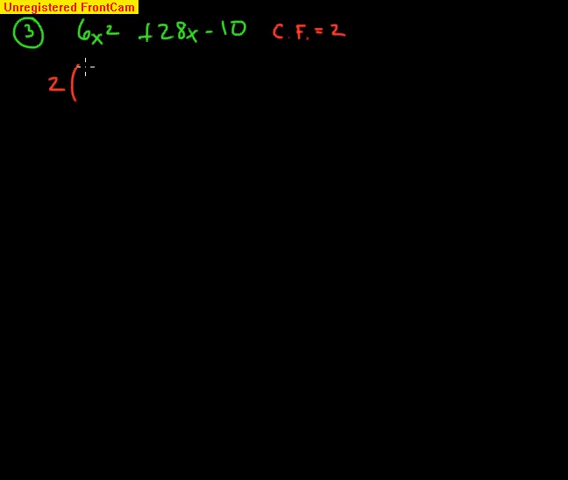 Unregistered FrontCam
③ 6x² + 28x - 10 C.F. = 2
2(